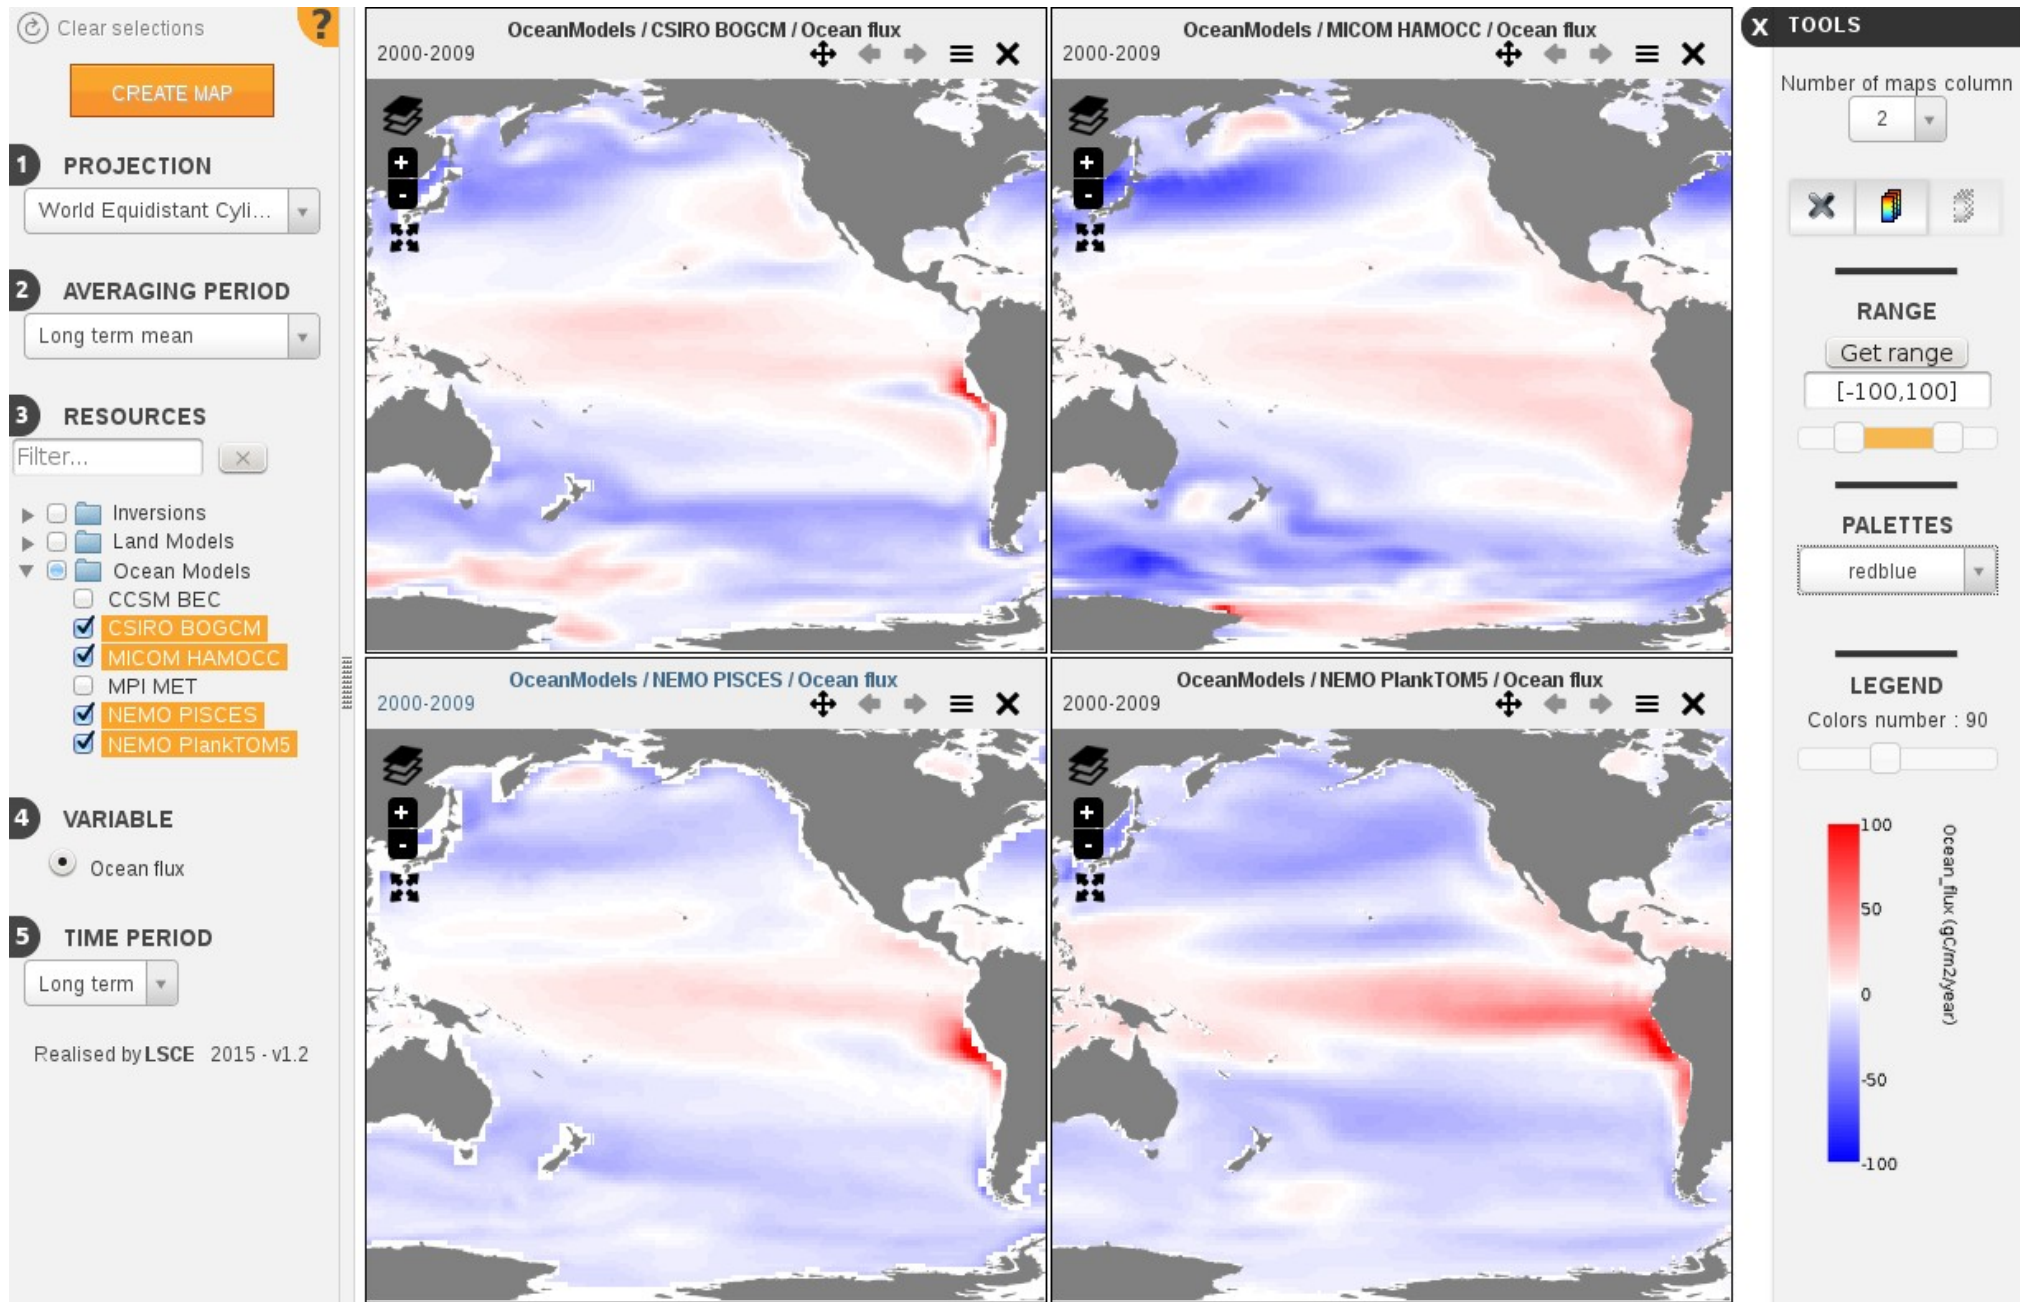 Clear selections
?
CREATE MAP
1 PROJECTION
World Equidistant Cyli...
2 AVERAGING PERIOD
Long term mean
3 RESOURCES
Filter...
Inversions
Land Models
Ocean Models
CCSM BEC
CSIRO BOGCM
MICOM HAMOCC
MPI MET
NEMO PISCES
NEMO PlankTOM5
4 VARIABLE
Ocean flux
5 TIME PERIOD
Long term
Realised by LSCE 2015 - v1.2
OceanModels / CSIRO BOGCM / Ocean flux
2000-2009
+
-
OceanModels / MICOM HAMOCC / Ocean flux
2000-2009
+
-
OceanModels / NEMO PISCES / Ocean flux
2000-2009
+
-
OceanModels / NEMO PlankTOM5 / Ocean flux
2000-2009
+
-
X TOOLS
Number of maps column
2
RANGE
Get range
[-100,100]
PALETTES
redblue
LEGEND
Colors number : 90
100
50
0
-50
-100
Ocean_flux (gC/m2/year)